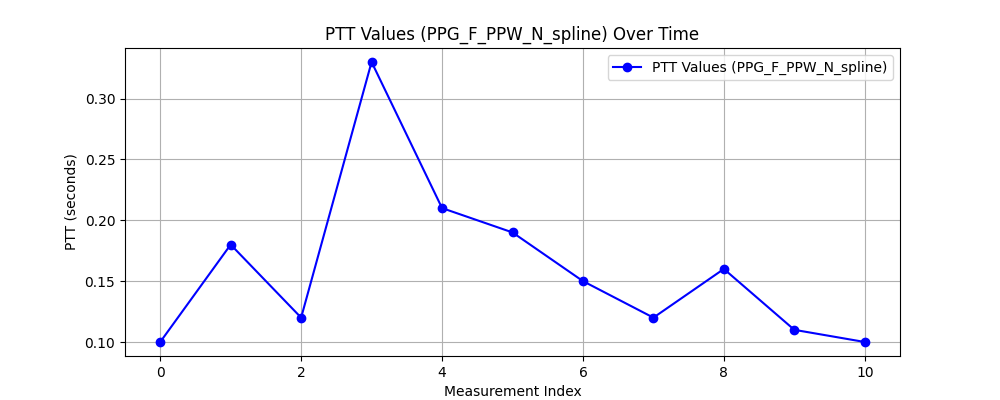 PTT Values (PPG_F_PPW_N_spline) Over Time
PTT Values (PPG_F_PPW_N_spline)
PTT (seconds)
0.30
0.25
0.20
0.15
0.10
0 2 4 6 8 10
Measurement Index